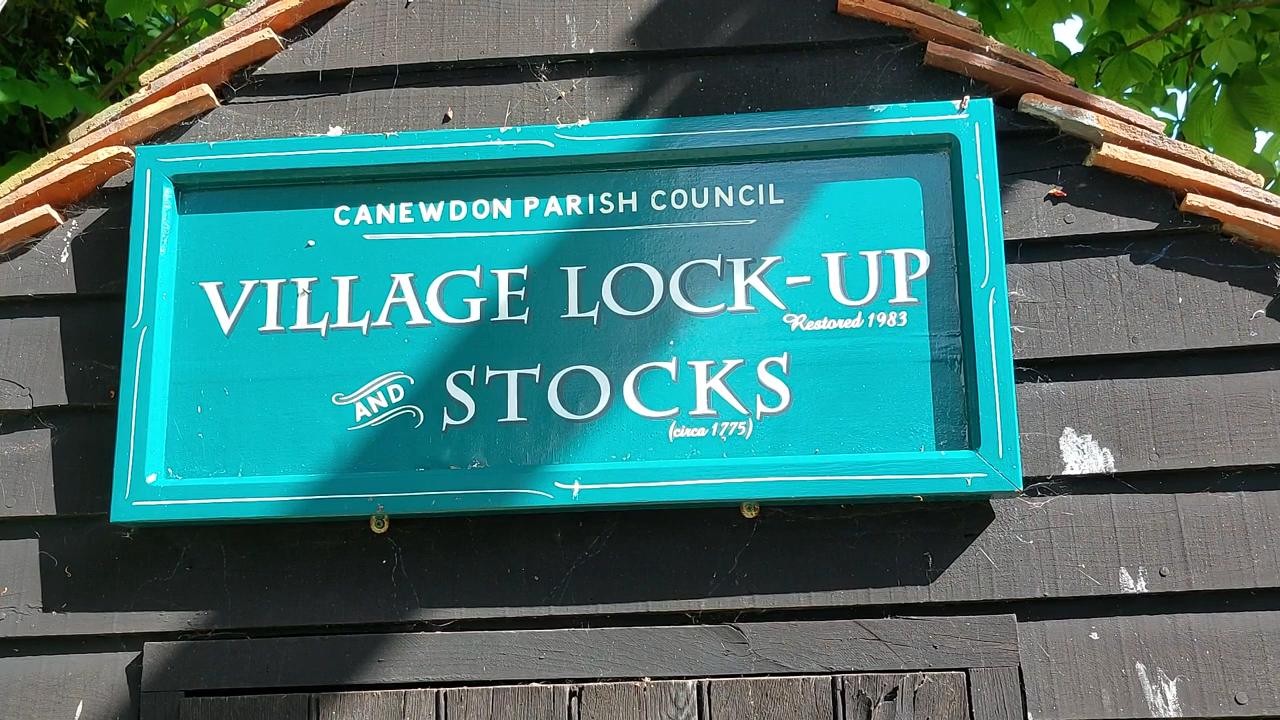 CANEWDON PARISH COUNCIL
VILLAGE LOCK-UP
Restored 1983
AND STOCKS
(circa 1775)